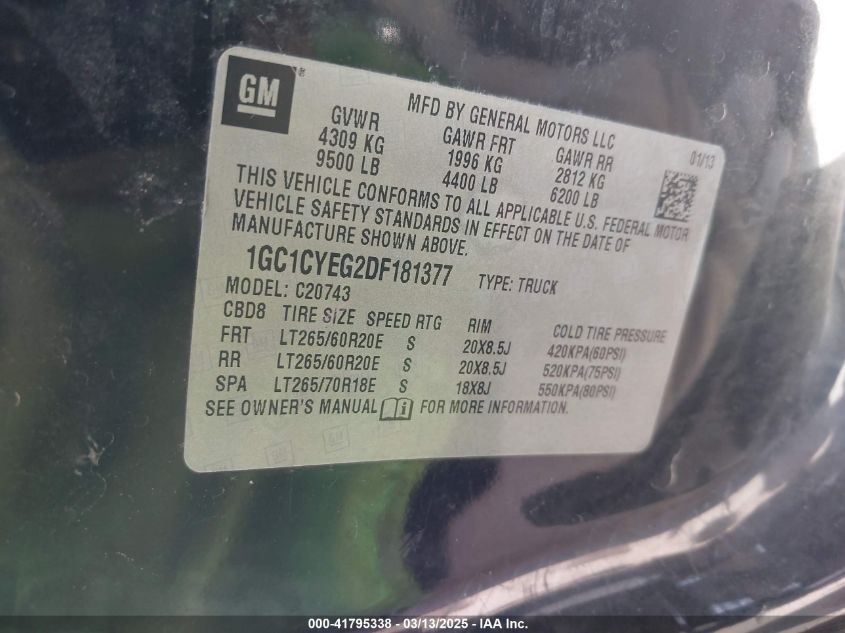 GM®
MFD BY GENERAL MOTORS LLC
GVWR GAWR FRT GAWR RR 01/13
4309 KG 1996 KG 2812 KG
9500 LB 4400 LB 6200 LB
THIS VEHICLE CONFORMS TO ALL APPLICABLE U.S. FEDERAL MOTOR
VEHICLE SAFETY STANDARDS IN EFFECT ON THE DATE OF
MANUFACTURE SHOWN ABOVE.
1GC1CYEG2DF181377 TYPE: TRUCK
MODEL: C20743
CBD8 TIRE SIZE SPEED RTG RIM COLD TIRE PRESSURE
FRT LT265/60R20E S 20X8.5J 420KPA(60PSI)
RR LT265/60R20E S 20X8.5J 520KPA(75PSI)
SPA LT265/70R18E S 18X8J 550KPA(80PSI)
SEE OWNER'S MANUAL FOR MORE INFORMATION.
000-41795338 - 03/13/2025 - IAAI Inc.